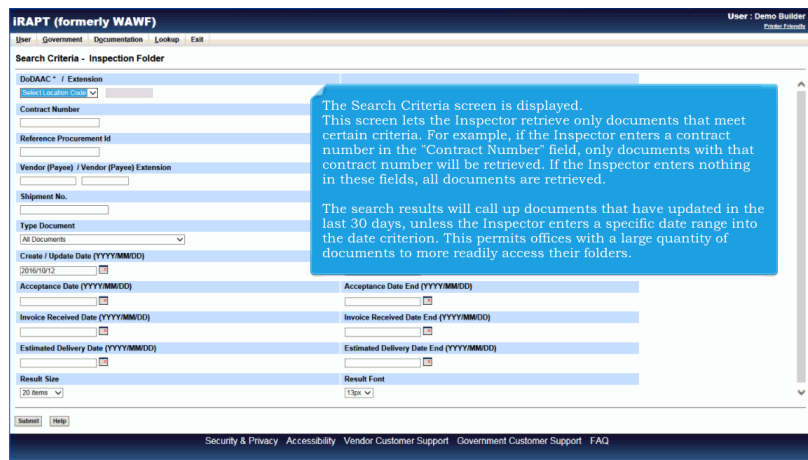 iRAPT (formerly WAWF)
User : Demo Builder
Printer Friendly
User Government Documentation Lookup Exit
Search Criteria - Inspection Folder
DoDAAC * / Extension
Select Location Code
Contract Number
Reference Procurement Id
Vendor (Payee) / Vendor (Payee) Extension
Shipment No.
Type Document
All Documents
Create / Update Date (YYYY/MM/DD)
2016/10/12
The Search Criteria screen is displayed.
This screen lets the Inspector retrieve only documents that meet
certain criteria. For example, if the Inspector enters a contract
number in the "Contract Number" field, only documents with that
contract number will be retrieved. If the Inspector enters nothing
in these fields, all documents are retrieved.
The search results will call up documents that have updated in the
last 30 days, unless the Inspector enters a specific date range into
the date criterion. This permits offices with a large quantity of
documents to more readily access their folders.
Acceptance Date (YYYY/MM/DD) Acceptance Date End (YYYY/MM/DD)
Invoice Received Date (YYYY/MM/DD) Invoice Received Date End (YYYY/MM/DD)
Estimated Delivery Date (YYYY/MM/DD) Estimated Delivery Date End (YYYY/MM/DD)
Result Size Result Font
20 Items 13px
Submit Help
Security & Privacy Accessibility Vendor Customer Support Government Customer Support FAQ